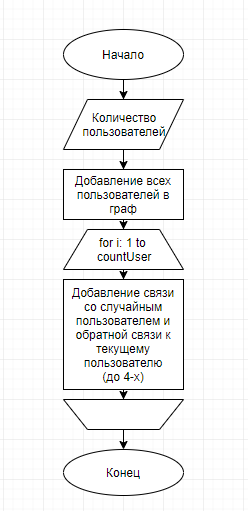 Начало
Количество
пользователей
Добавление всех
пользователей в
граф
for i: 1 to
countUser
Добавление связи
со случайным
пользователем и
обратной связи к
текущему
пользователю
(до 4-х)
Конец